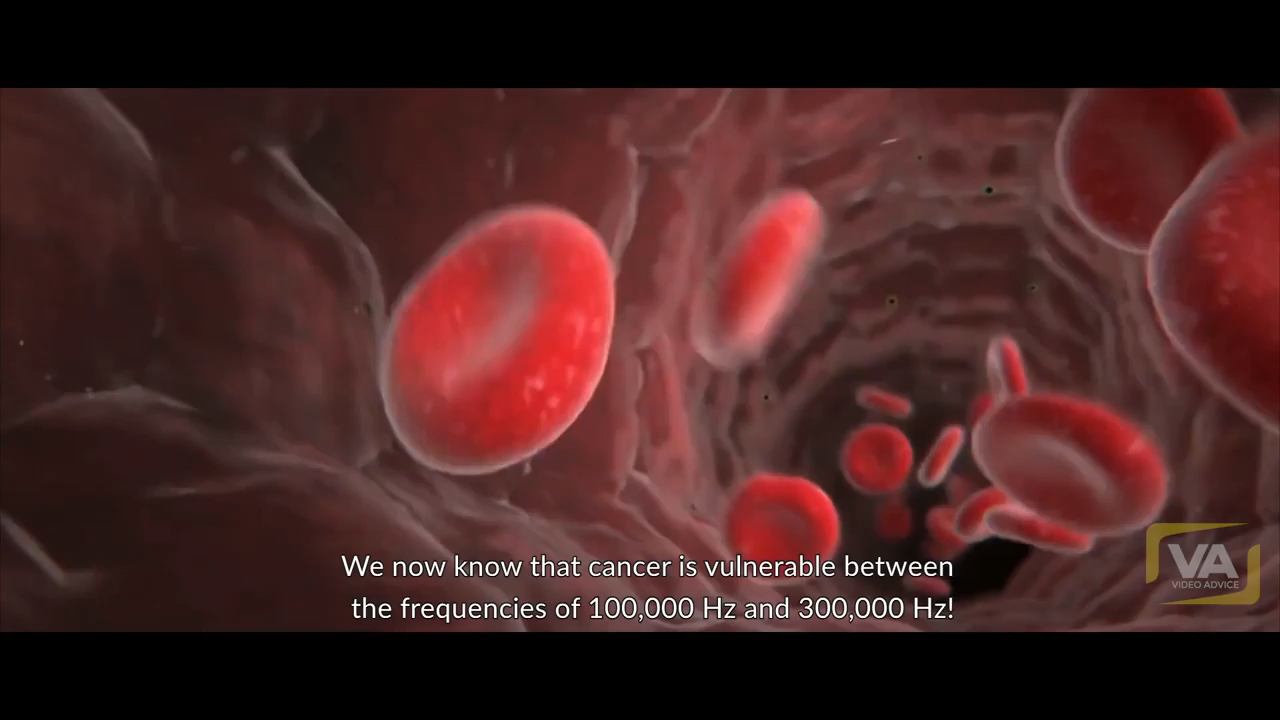 We now know that cancer is vulnerable between
the frequencies of 100,000 Hz and 300,000 Hz!
VA
VIDEO ADVICE